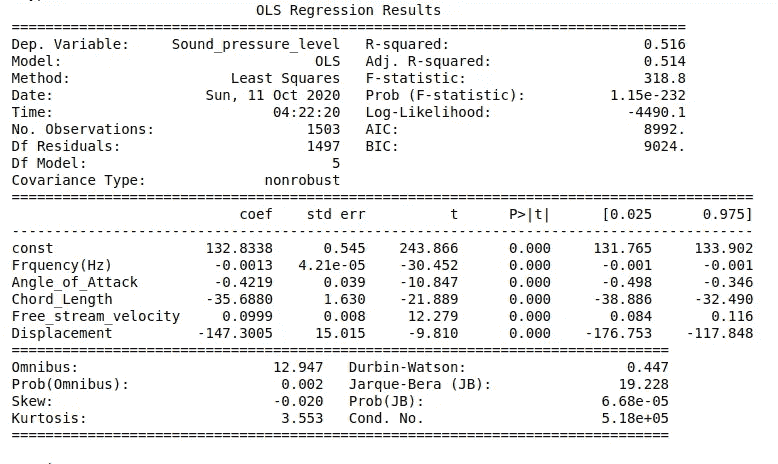 OLS Regression Results
==============================================================================
Dep. Variable: Sound_pressure_level R-squared: 0.516
Model: OLS Adj. R-squared: 0.514
Method: Least Squares F-statistic: 318.8
Date: Sun, 11 Oct 2020 Prob (F-statistic): 1.15e-232
Time: 04:22:20 Log-Likelihood: -4490.1
No. Observations: 1503 AIC: 8992.
Df Residuals: 1497 BIC: 9024.
Df Model: 5
Covariance Type: nonrobust
==============================================================================
coef std err t P>|t| [0.025 0.975]
------------------------------------------------------------------------------
const 132.8338 0.545 243.866 0.000 131.765 133.902
Frquency(Hz) -0.0013 4.21e-05 -30.452 0.000 -0.001 -0.001
Angle_of_Attack -0.4219 0.039 -10.847 0.000 -0.498 -0.346
Chord_Length -35.6880 1.630 -21.889 0.000 -38.886 -32.490
Free_stream_velocity 0.0999 0.008 12.279 0.000 0.084 0.116
Displacement -147.3005 15.015 -9.810 0.000 -176.753 -117.848
==============================================================================
Omnibus: 12.947 Durbin-Watson: 0.447
Prob(Omnibus): 0.002 Jarque-Bera (JB): 19.228
Skew: -0.020 Prob(JB): 6.68e-05
Kurtosis: 3.553 Cond. No. 5.18e+05
==============================================================================